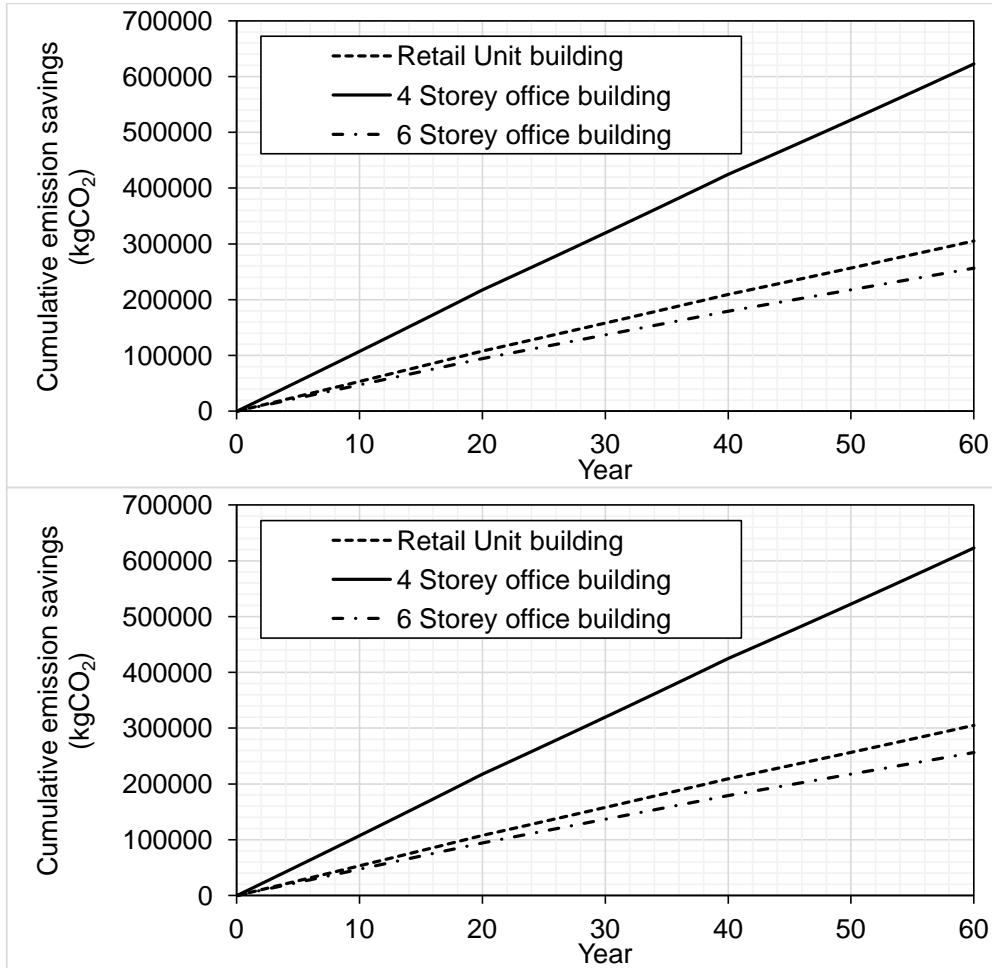 700000
600000
500000
400000
300000
200000
100000
0
Cumulative emission savings
(kgCO₂)
Retail Unit building
4 Storey office building
6 Storey office building
0 10 20 30 40 50 60
Year
700000
600000
500000
400000
300000
200000
100000
0
Cumulative emission savings
(kgCO₂)
Retail Unit building
4 Storey office building
6 Storey office building
0 10 20 30 40 50 60
Year